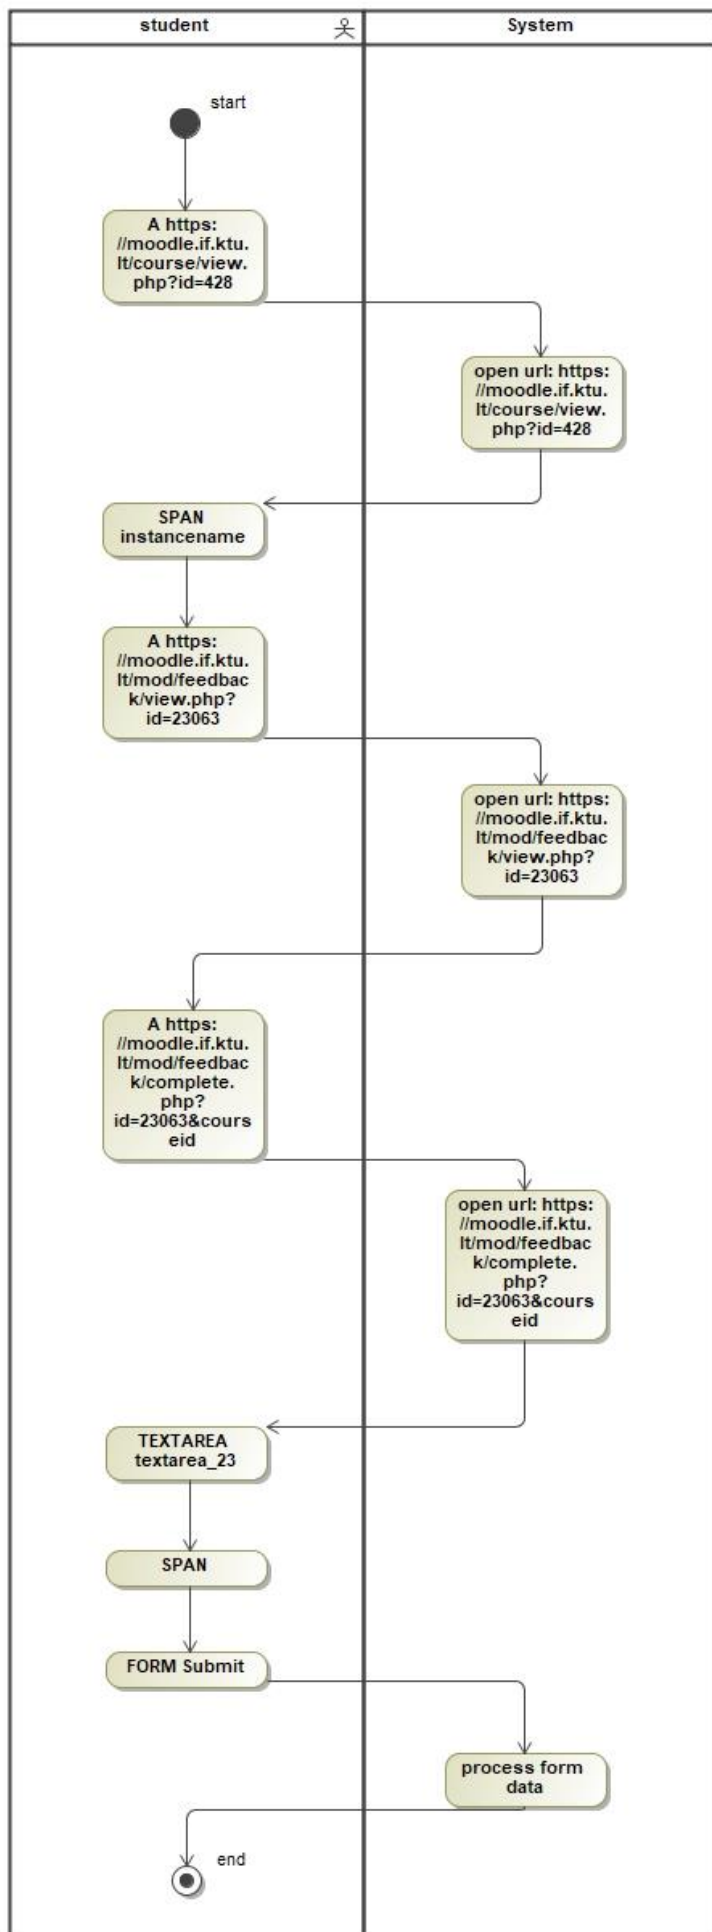 student
System
start
A https:
//moodle.if.ktu.
lt/course/view.
php?id=428
open url: https:
//moodle.if.ktu.
lt/course/view.
php?id=428
SPAN
instancename
A https:
//moodle.if.ktu.
lt/mod/feedbac
k/view.php?
id=23063
open url: https:
//moodle.if.ktu.
lt/mod/feedbac
k/view.php?
id=23063
A https:
//moodle.if.ktu.
lt/mod/feedbac
k/complete.
php?
id=23063&cours
eid
open url: https:
//moodle.if.ktu.
lt/mod/feedbac
k/complete.
php?
id=23063&cours
eid
TEXTAREA
textarea_23
SPAN
FORM Submit
process form
data
end